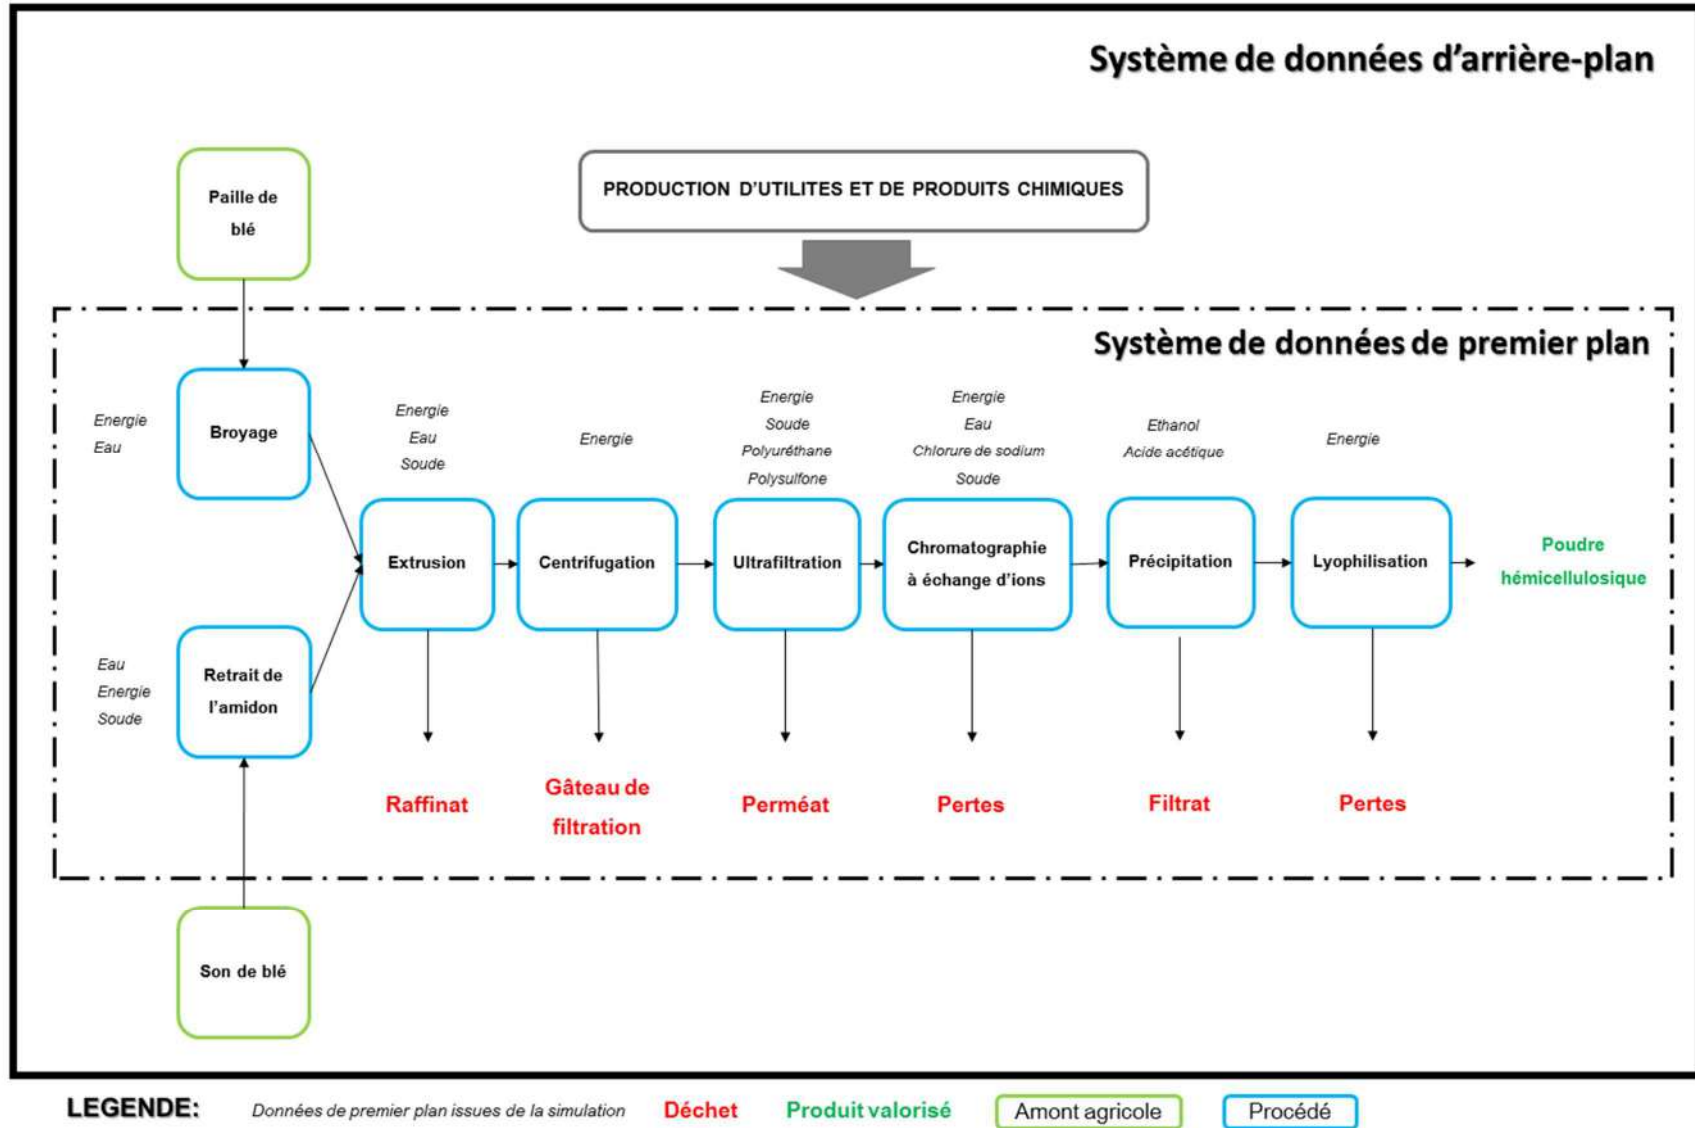 Système de données d'arrière-plan
Paille de
blé
PRODUCTION D'UTILITES ET DE PRODUITS CHIMIQUES
Système de données de premier plan
Energie
Eau
Broyage
Energie
Eau
Soude
Energie
Energie
Soude
Polyuréthane
Polysulfone
Energie
Eau
Chlorure de sodium
Soude
Ethanol
Acide acétique
Energie
Extrusion
Centrifugation
Ultrafiltration
Chromatographie
à échange d'ions
Précipitation
Lyophilisation
Poudre
hémicellulosique
Eau
Energie
Soude
Retrait de
l'amidon
Raffinat
Gâteau de
filtration
Perméat
Pertes
Filtrat
Pertes
Son de blé
LEGENDE:
Données de premier plan issues de la simulation
Déchet
Produit valorisé
Amont agricole
Procédé